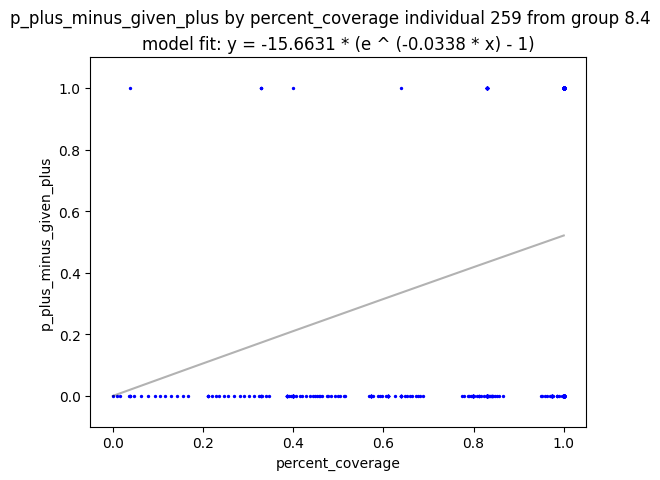 p_plus_minus_given_plus by percent_coverage individual 259 from group 8.4
model fit: y = -15.6631 * (e ^ (-0.0338 * x) - 1)
1.0
0.8
0.6
0.4
0.2
0.0
p_plus_minus_given_plus
0.0 0.2 0.4 0.6 0.8 1.0
percent_coverage